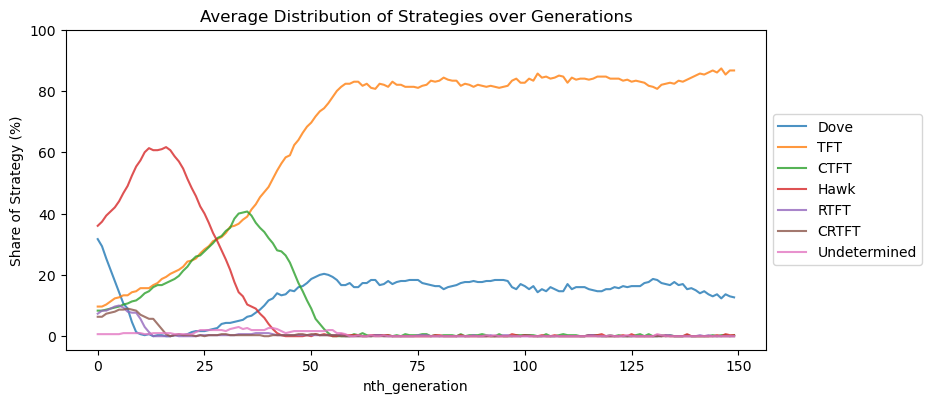 Average Distribution of Strategies over Generations
Share of Strategy (%)
100
80
60
40
20
0
0 25 50 75 100 125 150
nth_generation
Dove
TFT
CTFT
Hawk
RTFT
CRTFT
Undetermined